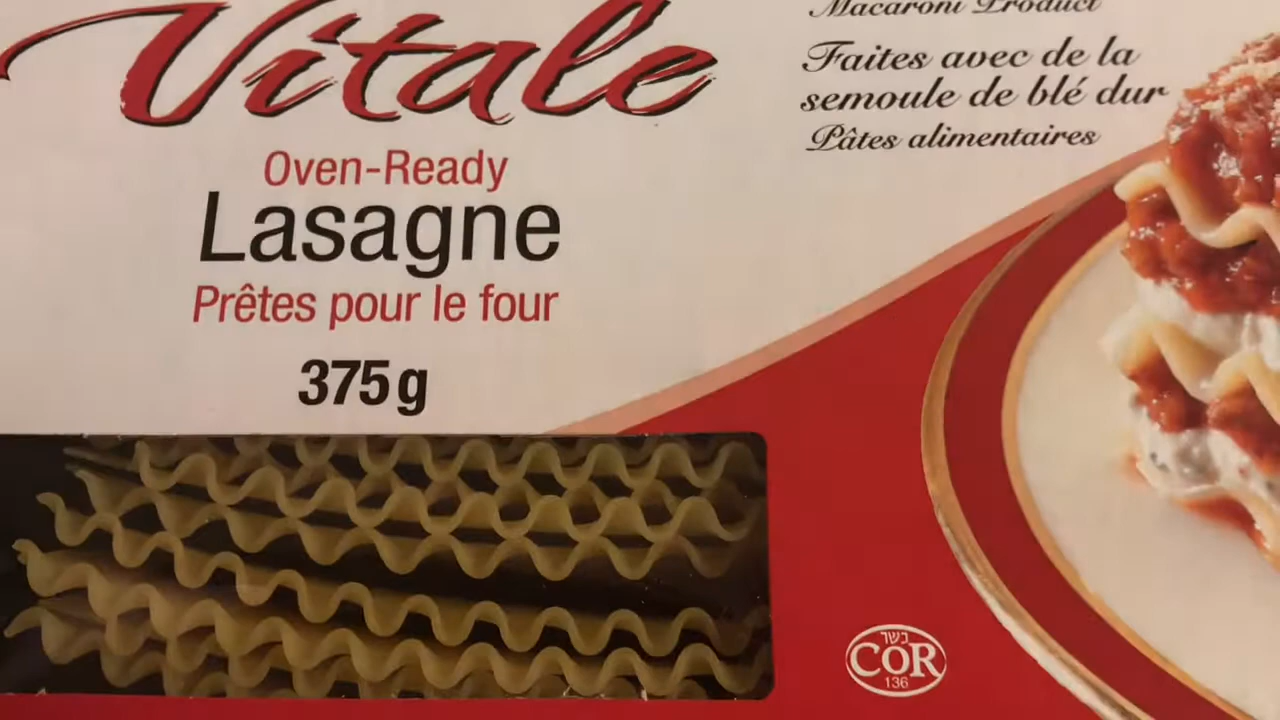 Vitale
Macaroni Product
Faites avec de la
semoule de blé dur
Pâtes alimentaires
Oven-Ready
Lasagne
Prêtes pour le four
375 g
כשר
COR
136